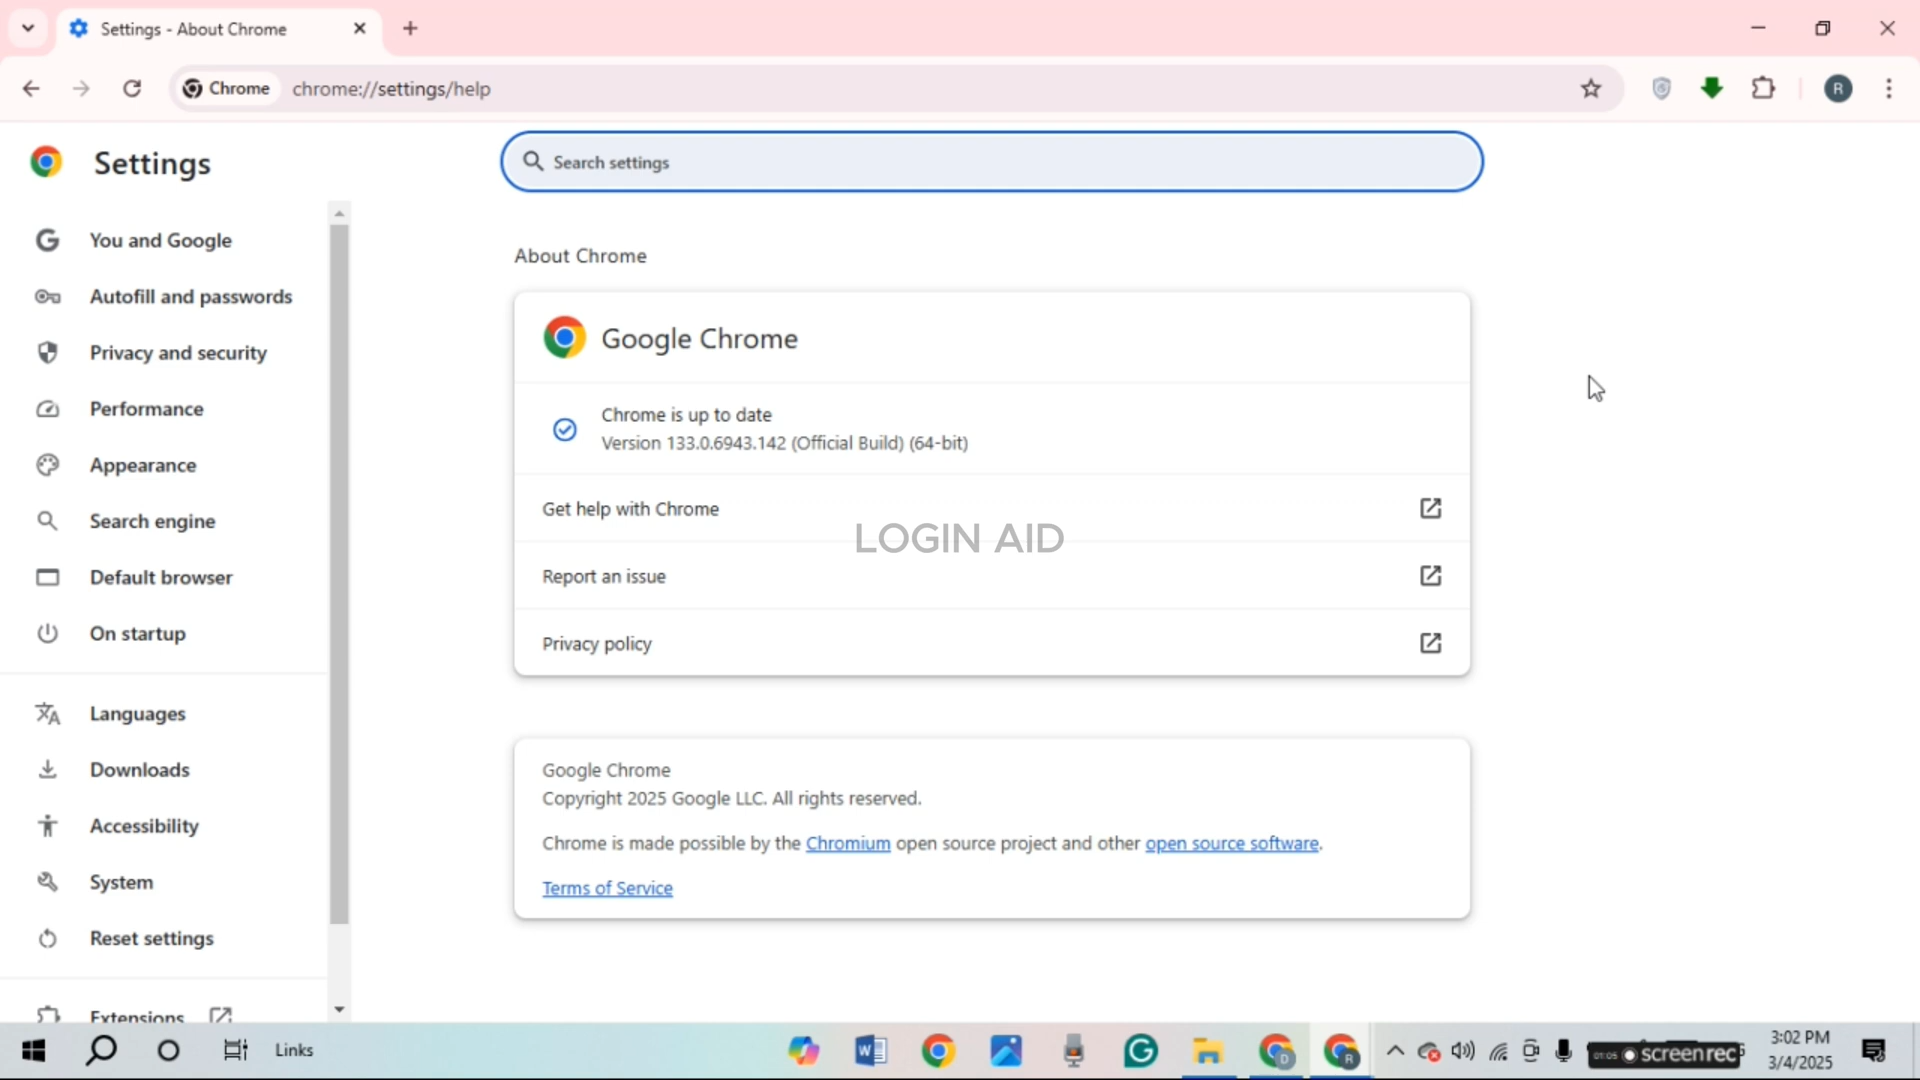 Settings - About Chrome
Chrome
chrome://settings/help
R
Settings
Search settings
You and Google
Autofill and passwords
Privacy and security
Performance
Appearance
Search engine
Default browser
On startup
Languages
Downloads
Accessibility
System
Reset settings
Extensions
About Chrome
Google Chrome
Chrome is up to date
Version 133.0.6943.142 (Official Build) (64-bit)
Get help with Chrome
LOGIN AID
Report an issue
Privacy policy
Google Chrome
Copyright 2025 Google LLC. All rights reserved.
Chrome is made possible by the Chromium open source project and other open source software.
Terms of Service
Links
D
R
01:05 screenrec
3:02 PM
3/4/2025